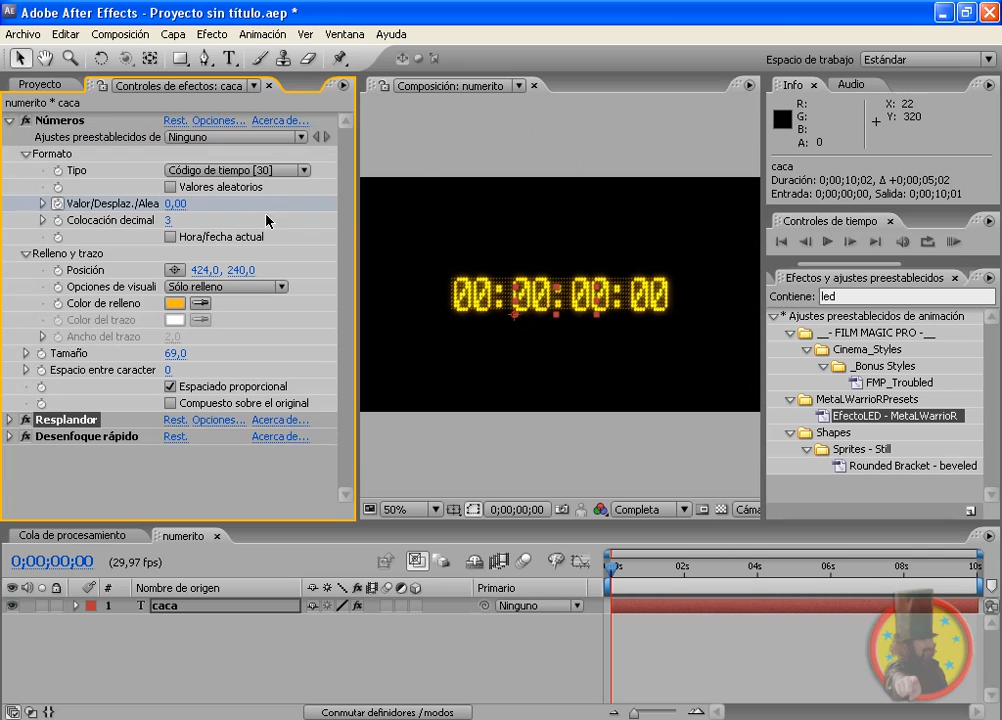 Adobe After Effects - Proyecto sin título.aep *
Archivo Editar Composición Capa Efecto Animación Ver Ventana Ayuda
Espacio de trabajo Estándar
Proyecto Controles de efectos: caca
numerito * caca
Números Rest. Opciones... Acerca de...
Ajustes preestablecidos de Ninguno
Formato
Tipo Código de tiempo [30]
Valores aleatorios
Valor/Desplaz./Alea 0,00
Colocación decimal 3
Hora/fecha actual
Relleno y trazo
Posición 424,0, 240,0
Opciones de visuali Sólo relleno
Color de relleno
Color del trazo
Ancho del trazo 2,0
Tamaño 69,0
Espacio entre caracter 0
Espaciado proporcional
Compuesto sobre el original
Resplandor Rest. Opciones... Acerca de...
Desenfoque rápido Rest. Acerca de...
Composición: numerito
00:00:00:00
50% 0;00;00;00 Completa Cáma
Info Audio
R: X: 22
G: Y: 320
B:
A: 0
caca
Duración: 0;00;10;02, Δ +0;00;05;02
Entrada: 0;00;00;00, Salida: 0;00;10;01
Controles de tiempo
Efectos y ajustes preestablecidos
Contiene: led
* Ajustes preestablecidos de animación
__- FILM MAGIC PRO -__
Cinema_Styles
_Bonus Styles
FMP_Troubled
MetaLWarrioRPresets
EfectoLED - MetaLWarrioR
Shapes
Sprites - Still
Rounded Bracket - beveled
Cola de procesamiento numerito
0;00;00;00 (29,97 fps)
# Nombre de origen Primario
02s 04s 06s 08s 10s
1 T caca Ninguno
Conmutar definidores /modos